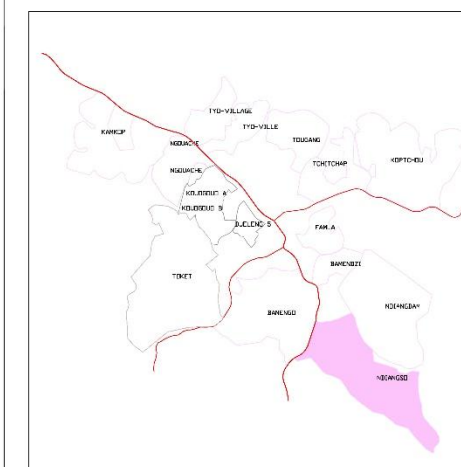 TYO-VILLAGE
TYO-VILLE
KAMKOP
NGOUACHE
TOUGANG
TCHITCHAP
KOPTCHOU
NGOUACHE
KOUOGOUO A
KOUOGOUO B
DJELENG 5
FAMLA
BAMENDZI
TOKET
NDIANGDAM
BAMENGO
NDIANGSO